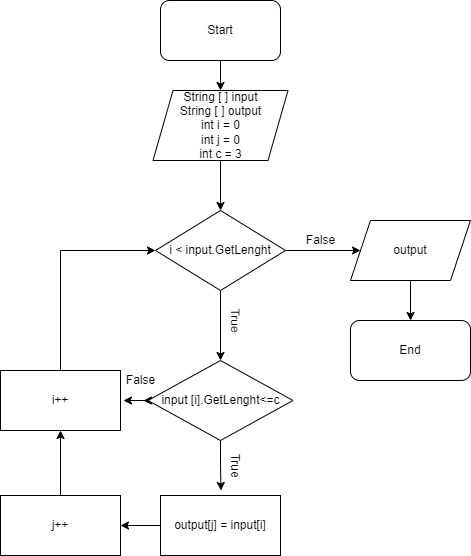 Start
String [ ] input
String [ ] output
int i = 0
int j = 0
int c = 3
i < input.GetLenght
False
output
True
End
False
i++
input [i].GetLenght<=c
True
j++
output[j] = input[i]